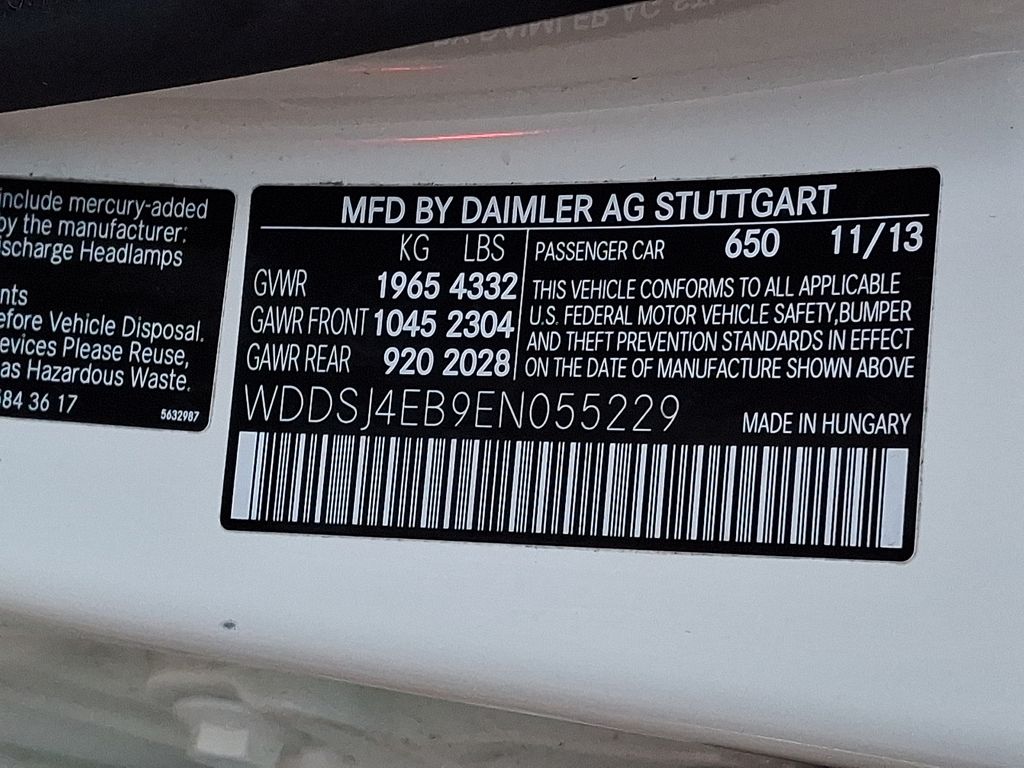 include mercury-added
by the manufacturer:
ischarge Headlamps
nts
efore Vehicle Disposal.
evices Please Reuse,
as Hazardous Waste.
84 36 17
5632987
MFD BY DAIMLER AG STUTTGART
KG LBS
GVWR 1965 4332
GAWR FRONT 1045 2304
GAWR REAR 920 2028
PASSENGER CAR 650 11/13
THIS VEHICLE CONFORMS TO ALL APPLICABLE
U.S. FEDERAL MOTOR VEHICLE SAFETY,BUMPER
AND THEFT PREVENTION STANDARDS IN EFFECT
ON THE DATE OF MANUFACTURE SHOWN ABOVE
WDDSJ4EB9EN055229
MADE IN HUNGARY